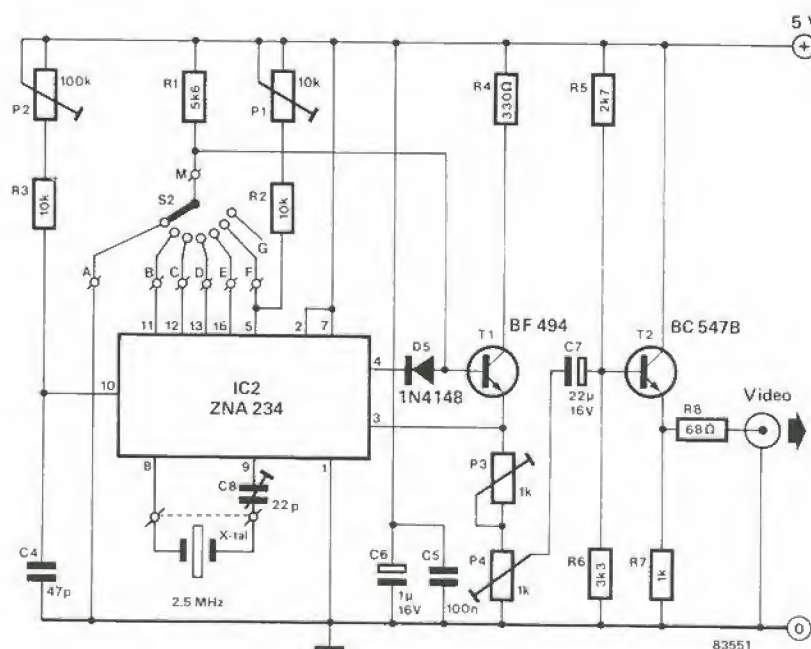 5 V
+
100k
P2
R1
5k6
10k
P1
R4
330Ω
R5
2k7
M
S2
R3
10k
R2
10k
G
A
B
C
D
E
F
11
12
13
16
5
2
7
BF 494
BC 547B
T1
T2
D5
1N4148
4
C7
22µ
16V
10
IC2
ZNA 234
Video
R8
68Ω
3
8
9
1
P3
1k
C8
22p
X-tal
C4
47p
2.5 MHz
C6
1µ
16V
C5
100n
P4
1k
R6
3k3
R7
1k
0
83551